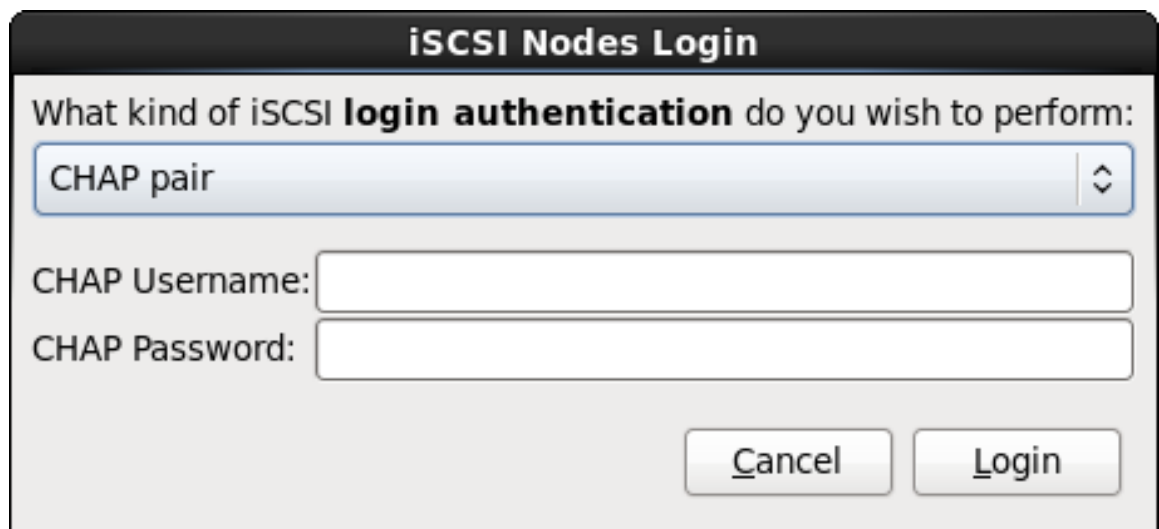 iSCSI Nodes Login
What kind of iSCSI login authentication do you wish to perform:
CHAP pair
CHAP Username:
CHAP Password:
Cancel Login